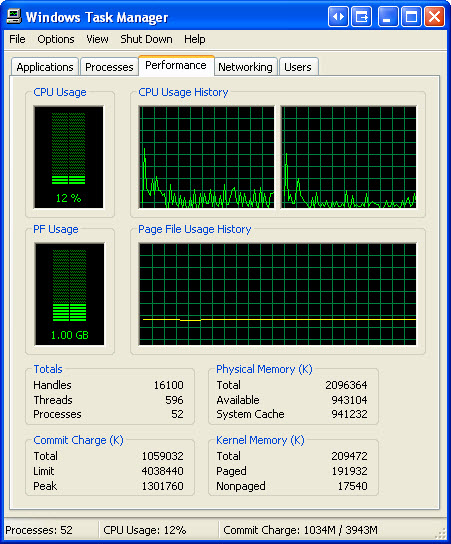 Windows Task Manager
File Options View Shut Down Help
Applications Processes Performance Networking Users
CPU Usage CPU Usage History
12 %
PF Usage Page File Usage History
1.00 GB
Totals
Handles 16100
Threads 596
Processes 52
Physical Memory (K)
Total 2096364
Available 943104
System Cache 941232
Commit Charge (K)
Total 1059032
Limit 4038440
Peak 1301760
Kernel Memory (K)
Total 209472
Paged 191932
Nonpaged 17540
Processes: 52 CPU Usage: 12% Commit Charge: 1034M / 3943M